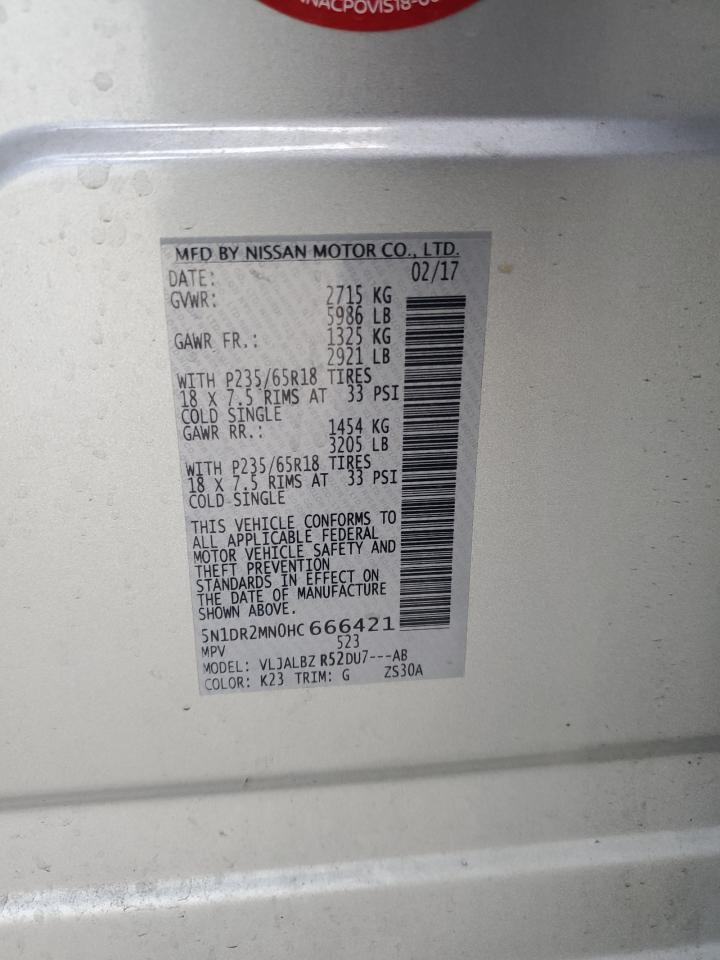 MFD BY NISSAN MOTOR CO., LTD.
DATE: 02/17
GVWR: 2715 KG
5986 LB
GAWR FR.: 1325 KG
2921 LB
WITH P235/65R18 TIRES
18 X 7.5 RIMS AT 33 PSI
COLD SINGLE
GAWR RR.: 1454 KG
3205 LB
WITH P235/65R18 TIRES
18 X 7.5 RIMS AT 33 PSI
COLD SINGLE
THIS VEHICLE CONFORMS TO
ALL APPLICABLE FEDERAL
MOTOR VEHICLE SAFETY AND
THEFT PREVENTION
STANDARDS IN EFFECT ON
THE DATE OF MANUFACTURE
SHOWN ABOVE.
5N1DR2MN0HC666421
MPV 523
MODEL: VLJALBZ R52DU7---AB
COLOR: K23 TRIM: G ZS30A